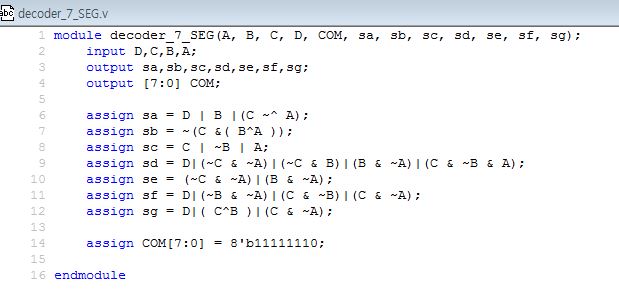 abc decoder_7_SEG.v
1 module decoder_7_SEG(A, B, C, D, COM, sa, sb, sc, sd, se, sf, sg);
2 input D,C,B,A;
3 output sa,sb,sc,sd,se,sf,sg;
4 output [7:0] COM;
5
6 assign sa = D | B |(C ~^ A);
7 assign sb = ~(C &( B^A ));
8 assign sc = C | ~B | A;
9 assign sd = D|(~C & ~A)|(~C & B)|(B & ~A)|(C & ~B & A);
10 assign se = (~C & ~A)|(B & ~A);
11 assign sf = D|(~B & ~A)|(C & ~B)|(C & ~A);
12 assign sg = D|( C^B )|(C & ~A);
13
14 assign COM[7:0] = 8'b11111110;
15
16 endmodule